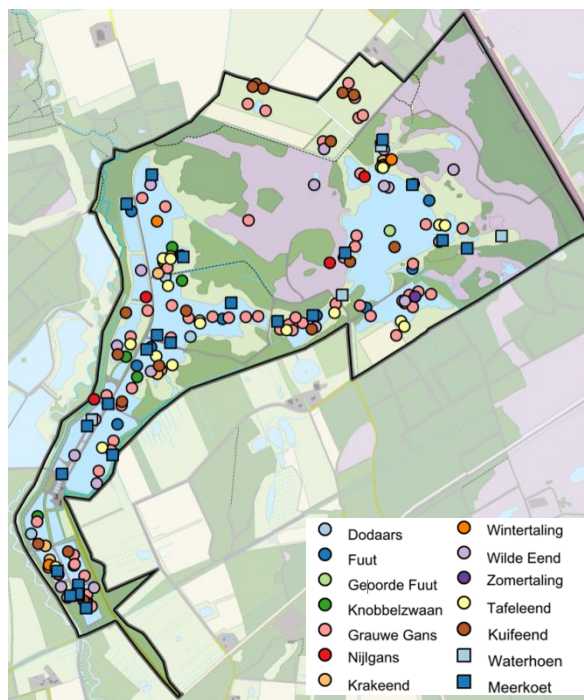 Dodaars
Fuut
Geoorde Fuut
Knobbelzwaan
Grauwe Gans
Nijlgans
Krakeend
Wintertaling
Wilde Eend
Zomertaling
Tafeleend
Kuifeend
Waterhoen
Meerkoet